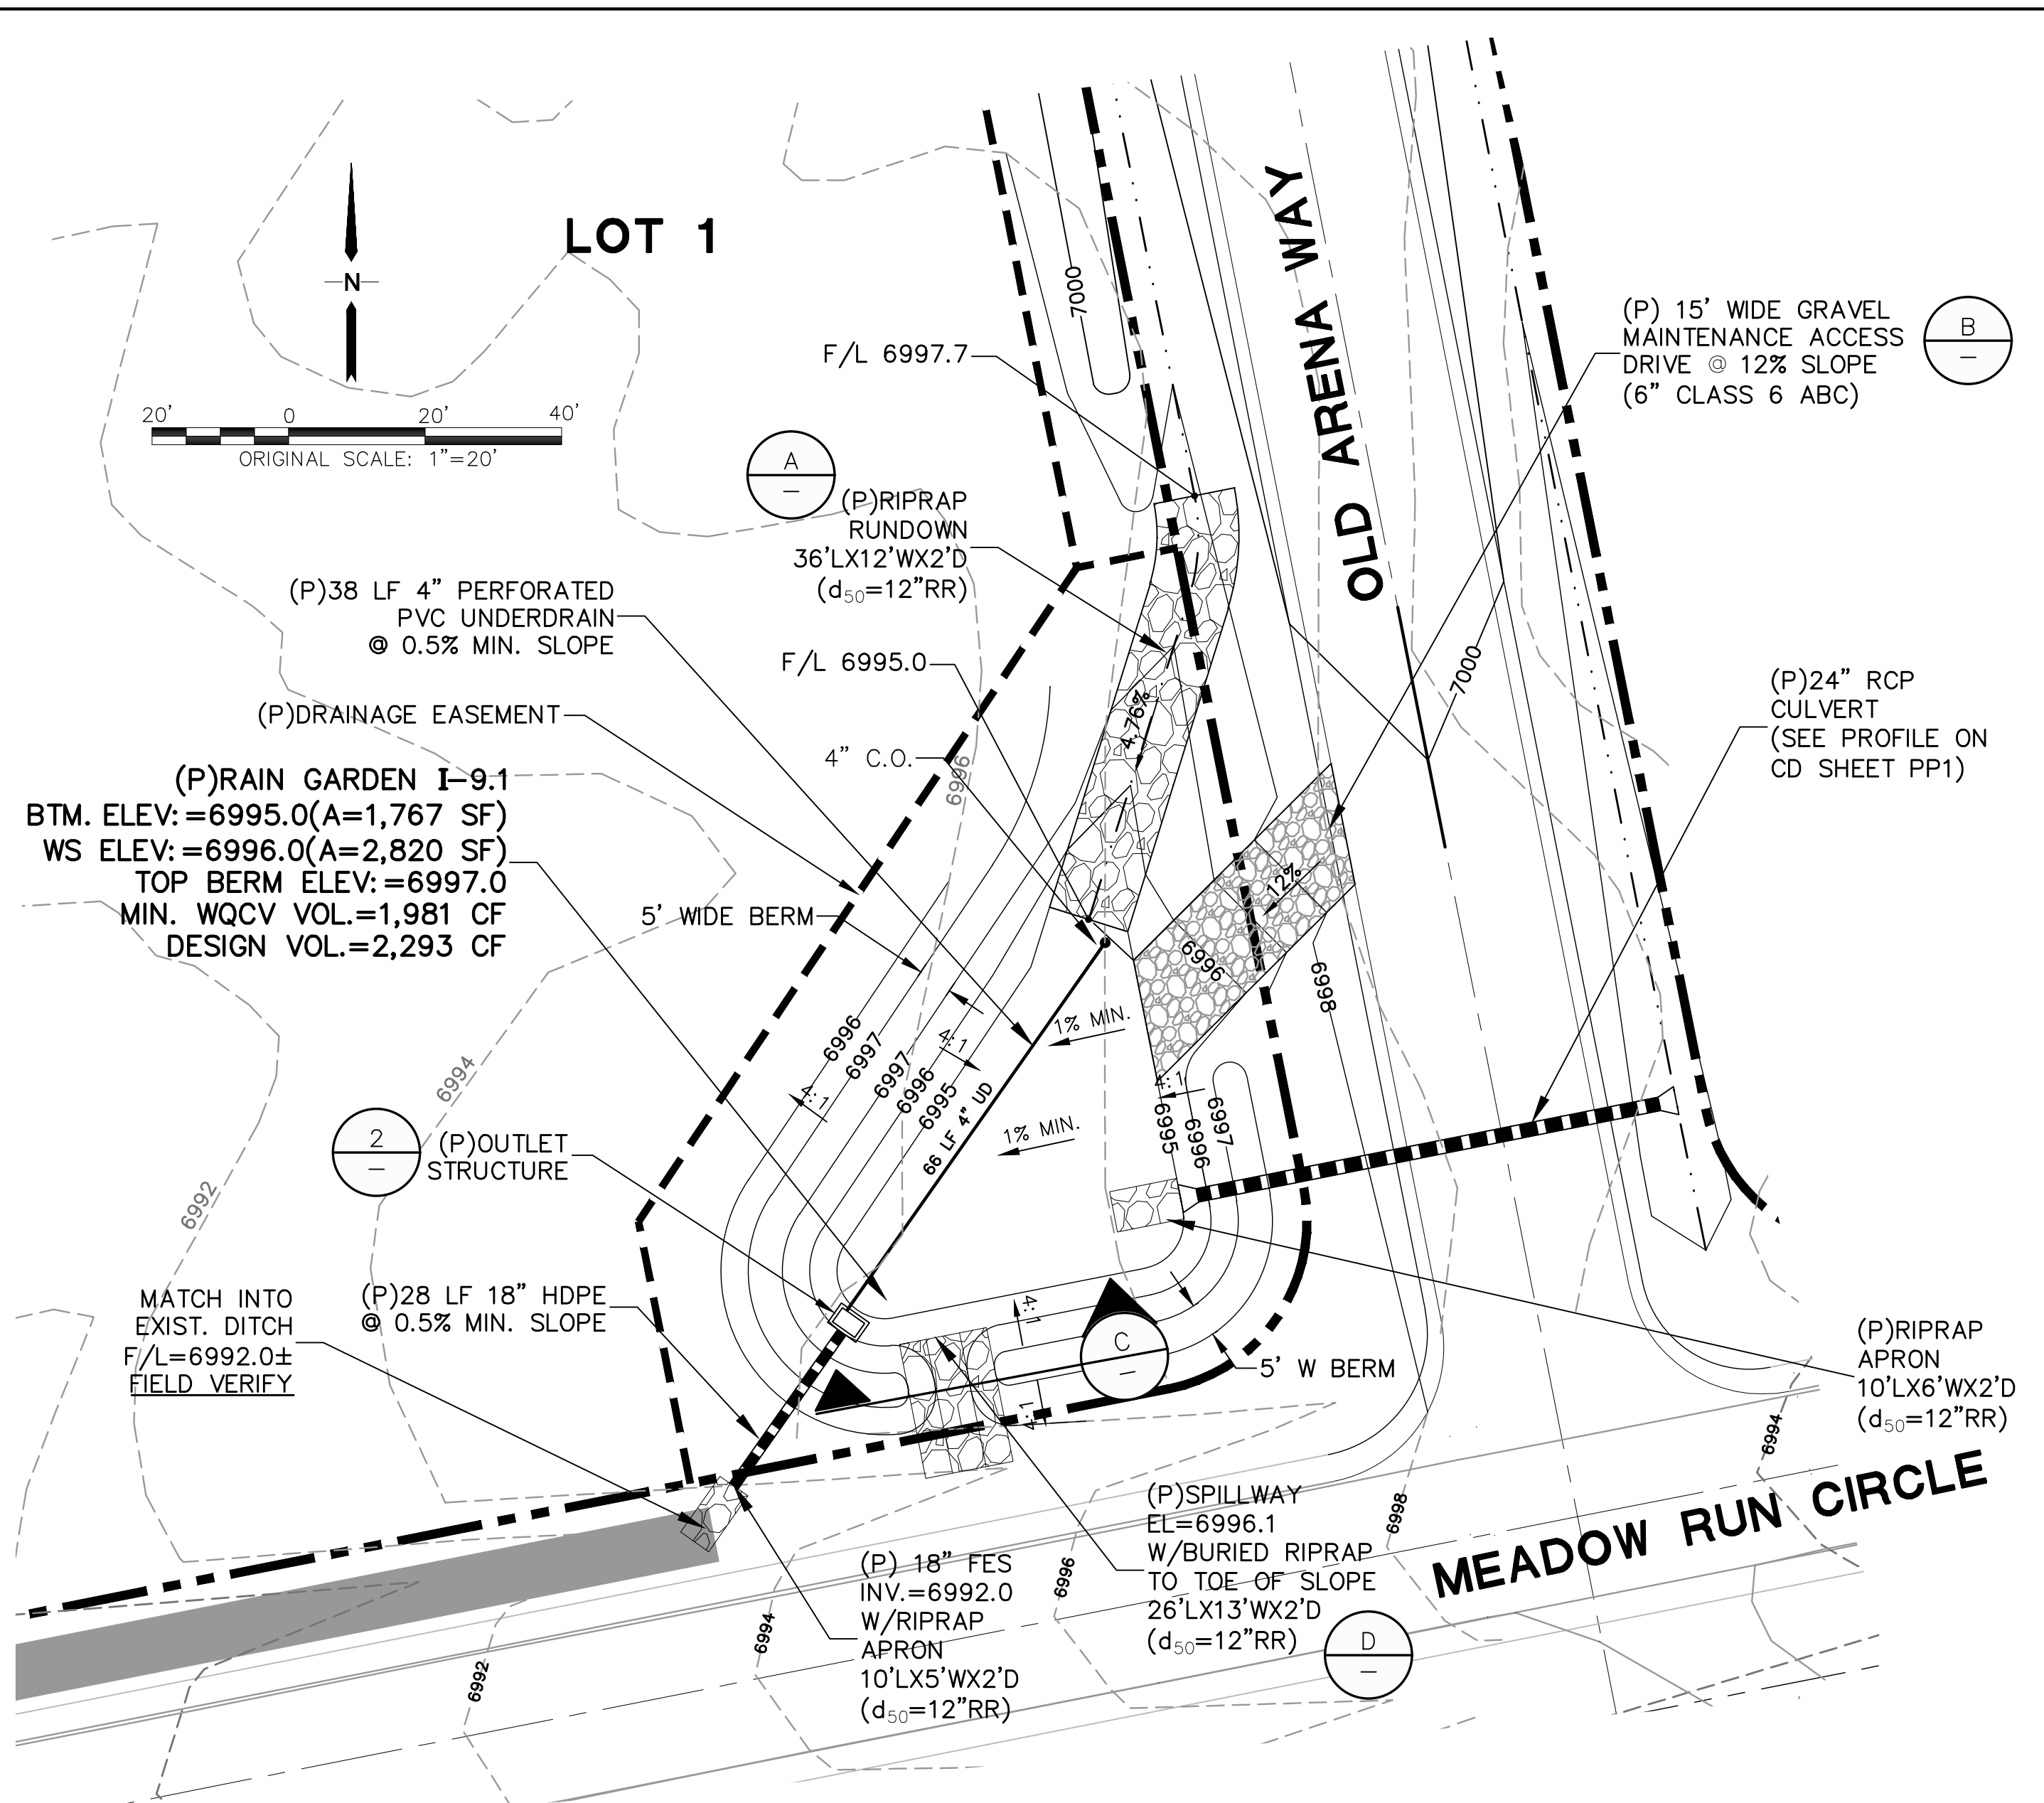 LOT 1
N
20' 0 20' 40'
ORIGINAL SCALE: 1"=20'
OLD ARENA WAY
7000
F/L 6997.7
A
–
(P)RIPRAP
RUNDOWN
36'LX12'WX2'D
(d50=12"RR)
(P) 15' WIDE GRAVEL
MAINTENANCE ACCESS
DRIVE @ 12% SLOPE
(6" CLASS 6 ABC)
B
–
(P)38 LF 4" PERFORATED
PVC UNDERDRAIN
@ 0.5% MIN. SLOPE
F/L 6995.0
(P)DRAINAGE EASEMENT
4" C.O.
6996
4.76%
7000
(P)24" RCP
CULVERT
(SEE PROFILE ON
CD SHEET PP1)
(P)RAIN GARDEN I-9.1
BTM. ELEV:=6995.0(A=1,767 SF)
WS ELEV:=6996.0(A=2,820 SF)
TOP BERM ELEV:=6997.0
MIN. WQCV VOL.=1,981 CF
DESIGN VOL.=2,293 CF
5' WIDE BERM
12%
6996
6998
1% MIN.
6996
6997
6997
6996
6995
4:1
4:1
66 LF 4" UD
1% MIN.
4:1
6995
6996
6997
6994
6992
2
–
(P)OUTLET
STRUCTURE
MATCH INTO
EXIST. DITCH
F/L=6992.0±
FIELD VERIFY
(P)28 LF 18" HDPE
@ 0.5% MIN. SLOPE
4:1
C
–
4:1
5' W BERM
(P)RIPRAP
APRON
10'LX6'WX2'D
(d50=12"RR)
6994
(P)SPILLWAY
EL=6996.1
W/BURIED RIPRAP
TO TOE OF SLOPE
26'LX13'WX2'D
(d50=12"RR)
D
–
6998
MEADOW RUN CIRCLE
(P) 18" FES
INV.=6992.0
W/RIPRAP
APRON
10'LX5'WX2'D
(d50=12"RR)
6996
6994
6992